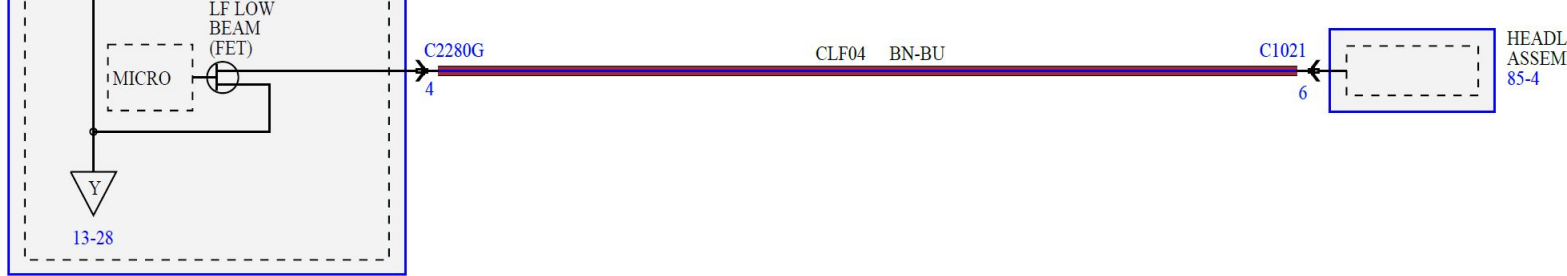 LF LOW
BEAM
(FET)
MICRO
C2280G
4
CLF04 BN-BU
C1021
6
HEADL
ASSEM
85-4
Y
13-28